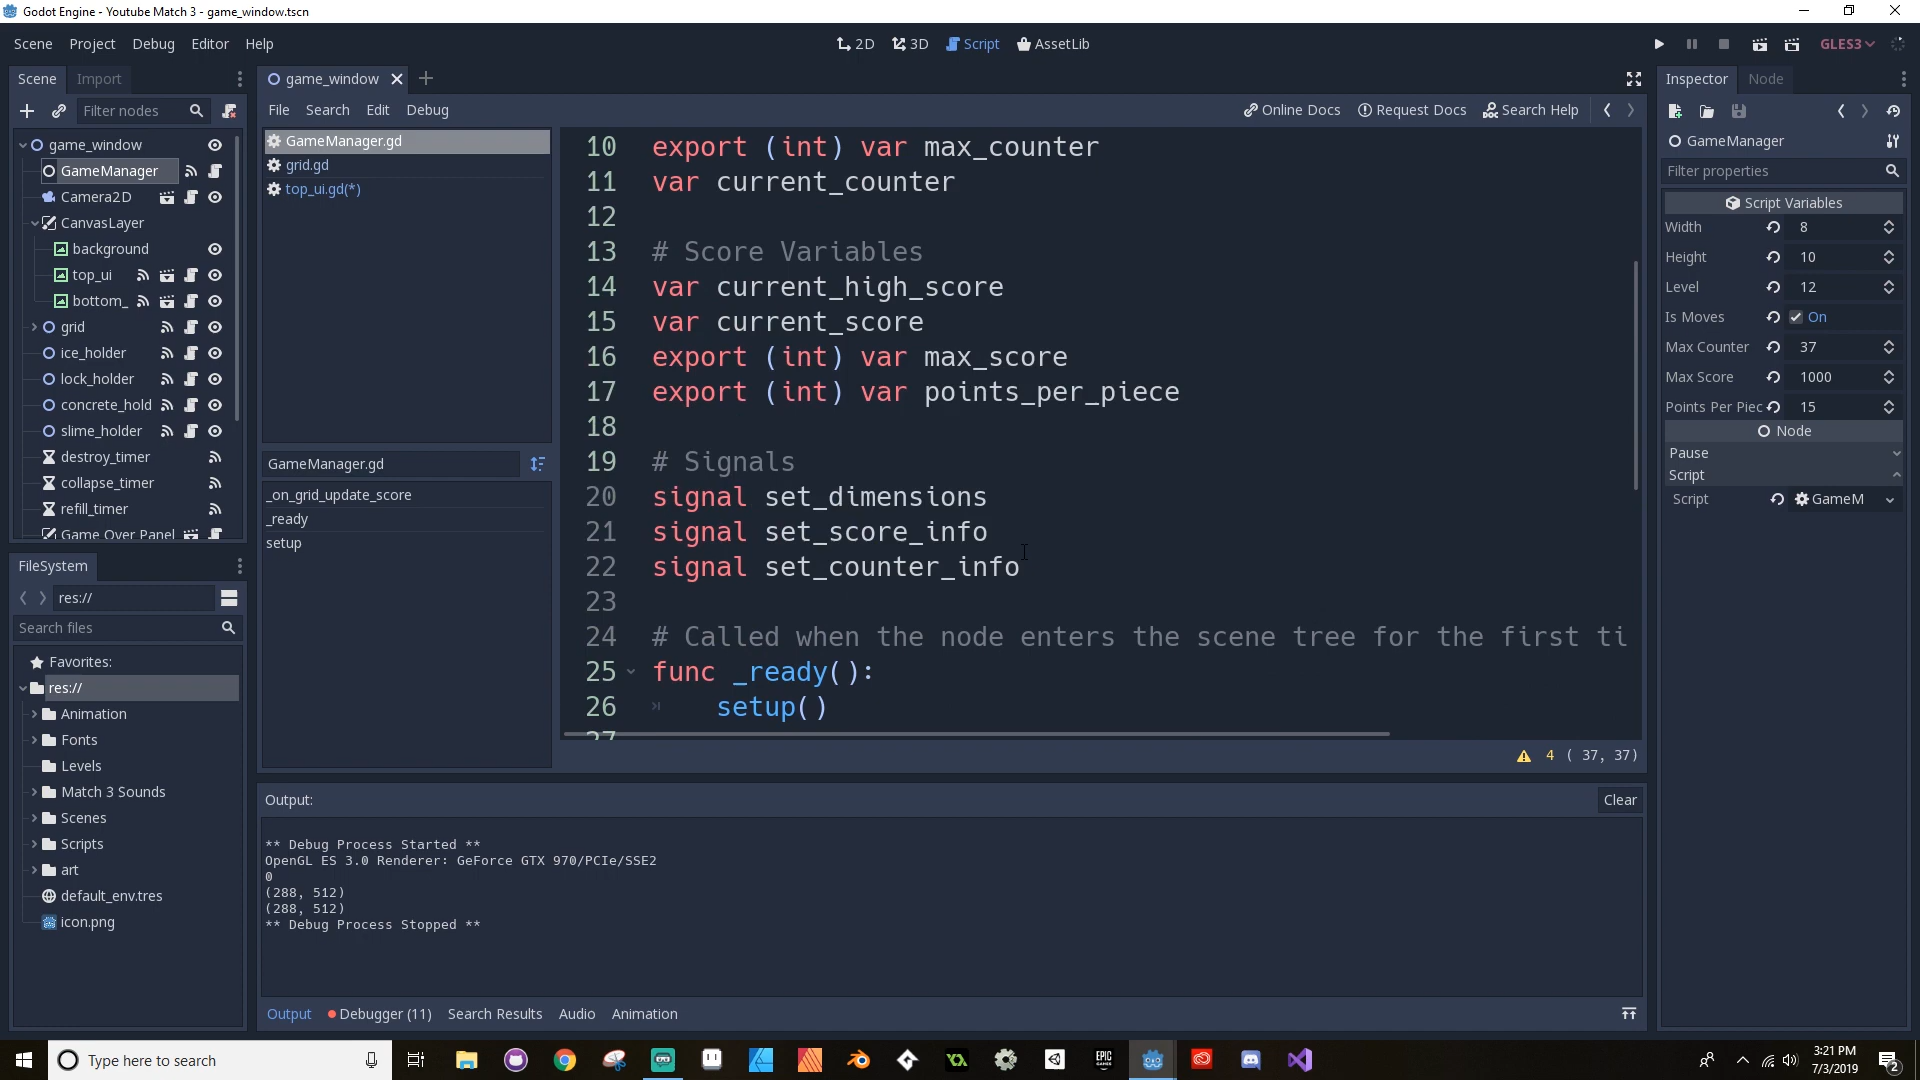 Godot Engine - Youtube Match 3 - game_window.tscn
Scene Project Debug Editor Help
2D 3D Script AssetLib
GLES3
Scene Import
Filter nodes
game_window
GameManager
Camera2D
CanvasLayer
background
top_ui
bottom_
grid
ice_holder
lock_holder
concrete_hold
slime_holder
destroy_timer
collapse_timer
refill_timer
Game Over Panel
FileSystem
res://
Search files
Favorites:
res://
Animation
Fonts
Levels
Match 3 Sounds
Scenes
Scripts
art
default_env.tres
icon.png
game_window
File Search Edit Debug
Online Docs Request Docs Search Help
GameManager.gd
grid.gd
top_ui.gd(*)
GameManager.gd
_on_grid_update_score
_ready
setup
10 export (int) var max_counter
11 var current_counter
12
13 # Score Variables
14 var current_high_score
15 var current_score
16 export (int) var max_score
17 export (int) var points_per_piece
18
19 # Signals
20 signal set_dimensions
21 signal set_score_info
22 signal set_counter_info
23
24 # Called when the node enters the scene tree for the first ti
25 func _ready():
26 setup()
27
4 ( 37, 37)
Output:
Clear
** Debug Process Started **
OpenGL ES 3.0 Renderer: GeForce GTX 970/PCIe/SSE2
0
(288, 512)
(288, 512)
** Debug Process Stopped **
Output Debugger (11) Search Results Audio Animation
Inspector Node
GameManager
Filter properties
Script Variables
Width 8
Height 10
Level 12
Is Moves On
Max Counter 37
Max Score 1000
Points Per Piec 15
Node
Pause
Script
Script GameM
Type here to search
EPIC GAMES
3:21 PM
7/3/2019
2